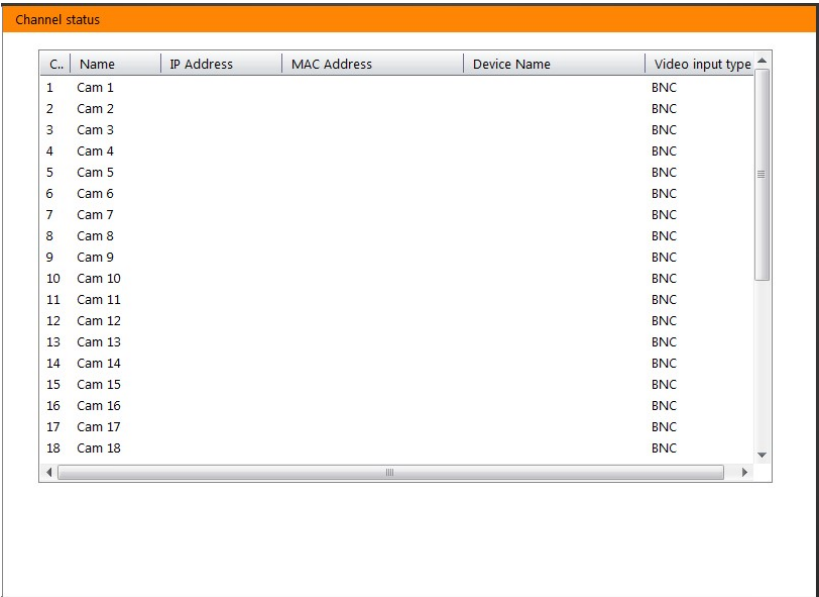 Channel status
C.. Name IP Address MAC Address Device Name Video input type
1 Cam 1 BNC
2 Cam 2 BNC
3 Cam 3 BNC
4 Cam 4 BNC
5 Cam 5 BNC
6 Cam 6 BNC
7 Cam 7 BNC
8 Cam 8 BNC
9 Cam 9 BNC
10 Cam 10 BNC
11 Cam 11 BNC
12 Cam 12 BNC
13 Cam 13 BNC
14 Cam 14 BNC
15 Cam 15 BNC
16 Cam 16 BNC
17 Cam 17 BNC
18 Cam 18 BNC